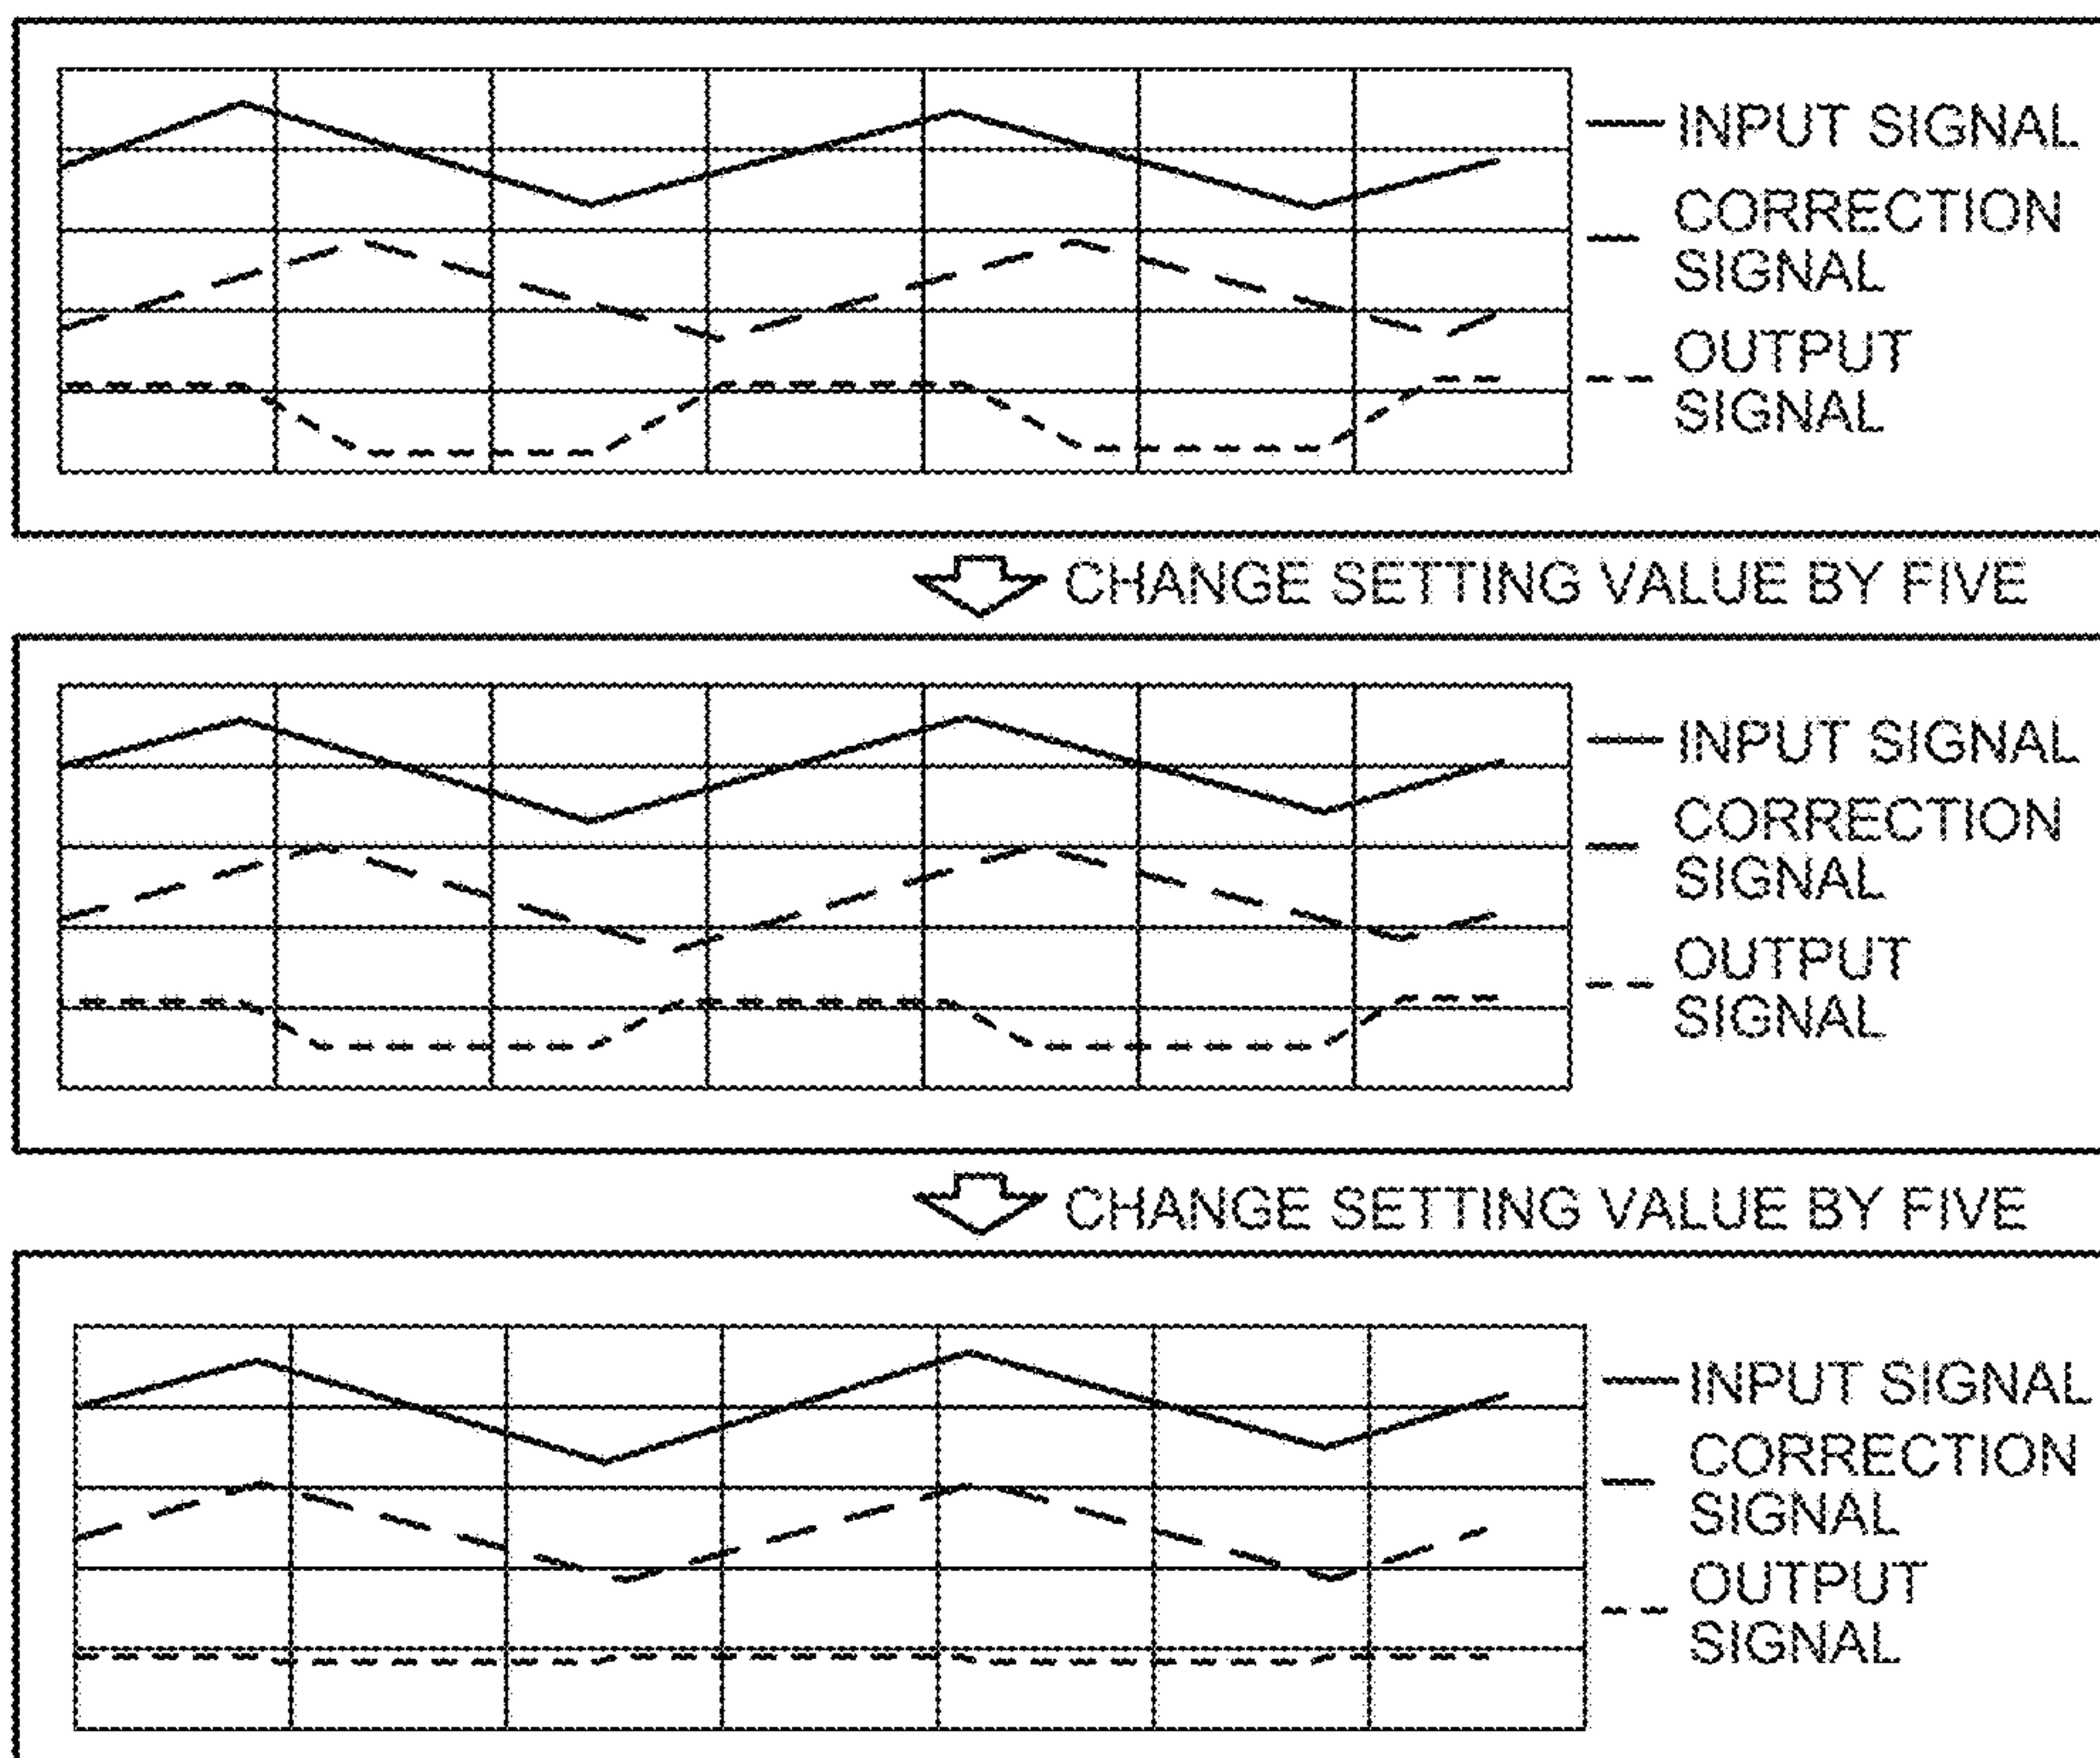 INPUT SIGNAL
CORRECTION
SIGNAL
OUTPUT
SIGNAL
CHANGE SETTING VALUE BY FIVE
INPUT SIGNAL
CORRECTION
SIGNAL
OUTPUT
SIGNAL
CHANGE SETTING VALUE BY FIVE
INPUT SIGNAL
CORRECTION
SIGNAL
OUTPUT
SIGNAL